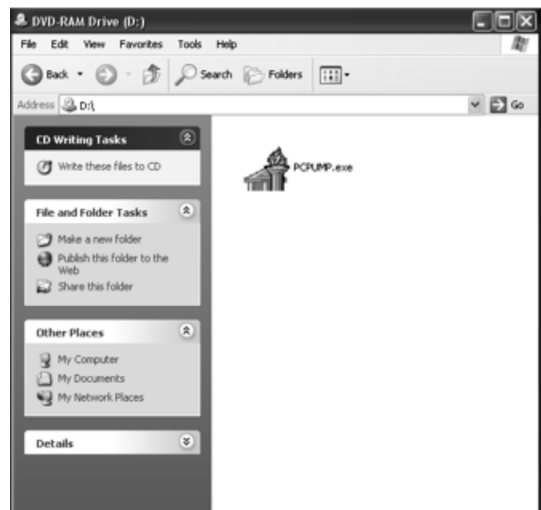 DVD-RAM Drive (D:)
File Edit View Favorites Tools Help
Back Search Folders
Address D:\ Go
CD Writing Tasks
Write these files to CD
PCPUMP.exe
File and Folder Tasks
Make a new folder
Publish this folder to the
Web
Share this folder
Other Places
My Computer
My Documents
My Network Places
Details